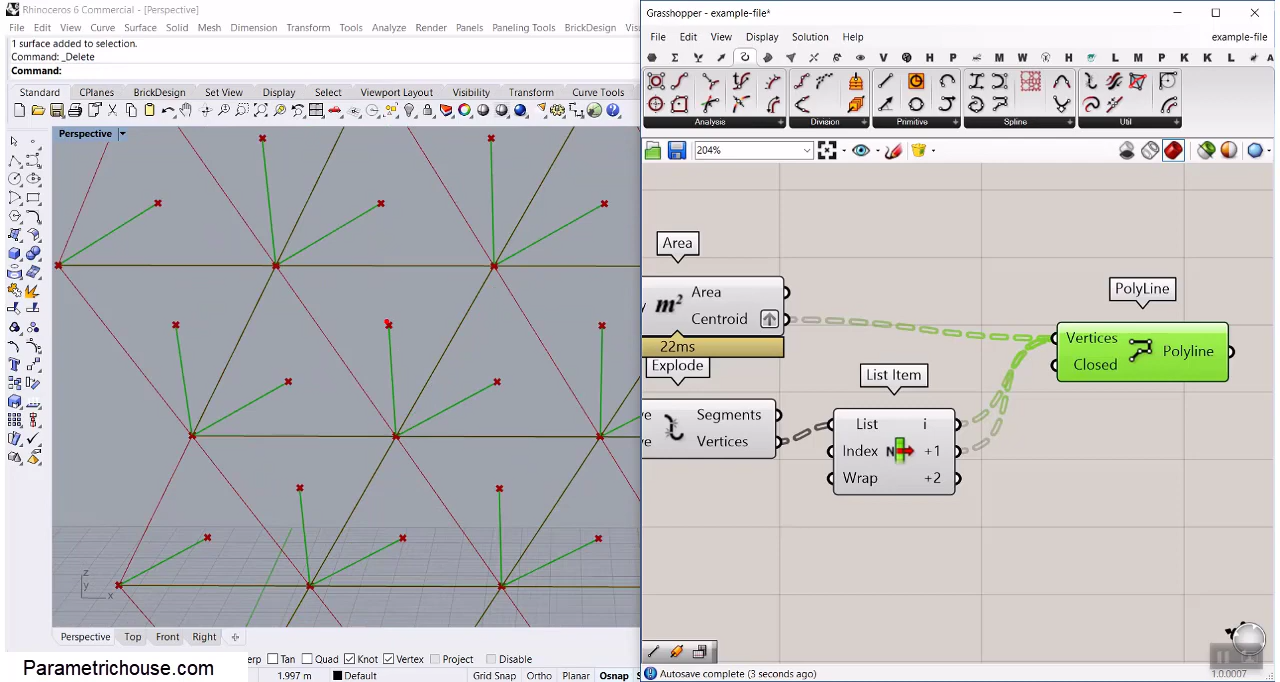 Rhinoceros 6 Commercial - [Perspective]
File Edit View Curve Surface Solid Mesh Dimension Transform Tools Analyze Render Panels Paneling Tools BrickDesign
1 surface added to selection.
Command: _Delete
Command:
Standard CPlanes BrickDesign Set View Display Select Viewport Layout Visibility Transform Curve Tools
Perspective
z
y
x
Perspective Top Front Right
erp Tan Quad Knot Vertex Project Disable
Parametrichouse.com
1.997 m Default Grid Snap Ortho Planar Osnap
Grasshopper - example-file*
File Edit View Display Solution Help example-file
V H P M W H M P K K L A
Analysis Division Primitive Spline Util
204%
Area
m² Area
Centroid
22ms
Explode
Segments
Vertices
List Item
List i
Index N +1
Wrap +2
PolyLine
Vertices
Closed
Polyline
Autosave complete (3 seconds ago)
1.0.0007